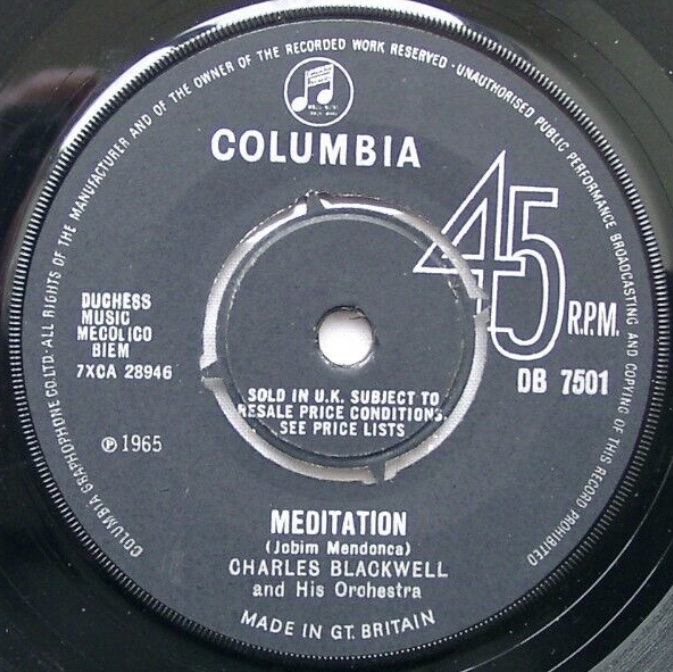 ALL RIGHTS OF THE MANUFACTURER AND OF THE OWNER OF THE RECORDED WORK RESERVED · UNAUTHORISED PUBLIC PERFORMANCE BROADCASTING AND COPYING OF THIS RECORD PROHIBITED
COLUMBIA GRAPHOPHONE CO. LTD.
COLUMBIA
45
R.P.M.
DB 7501
DUCHESS
MUSIC
MECOLICO
BIEM
7XCA 28946
℗ 1965
SOLD IN U.K. SUBJECT TO
RESALE PRICE CONDITIONS.
SEE PRICE LISTS
MEDITATION
(Jobim Mendonca)
CHARLES BLACKWELL
and His Orchestra
MADE IN GT. BRITAIN